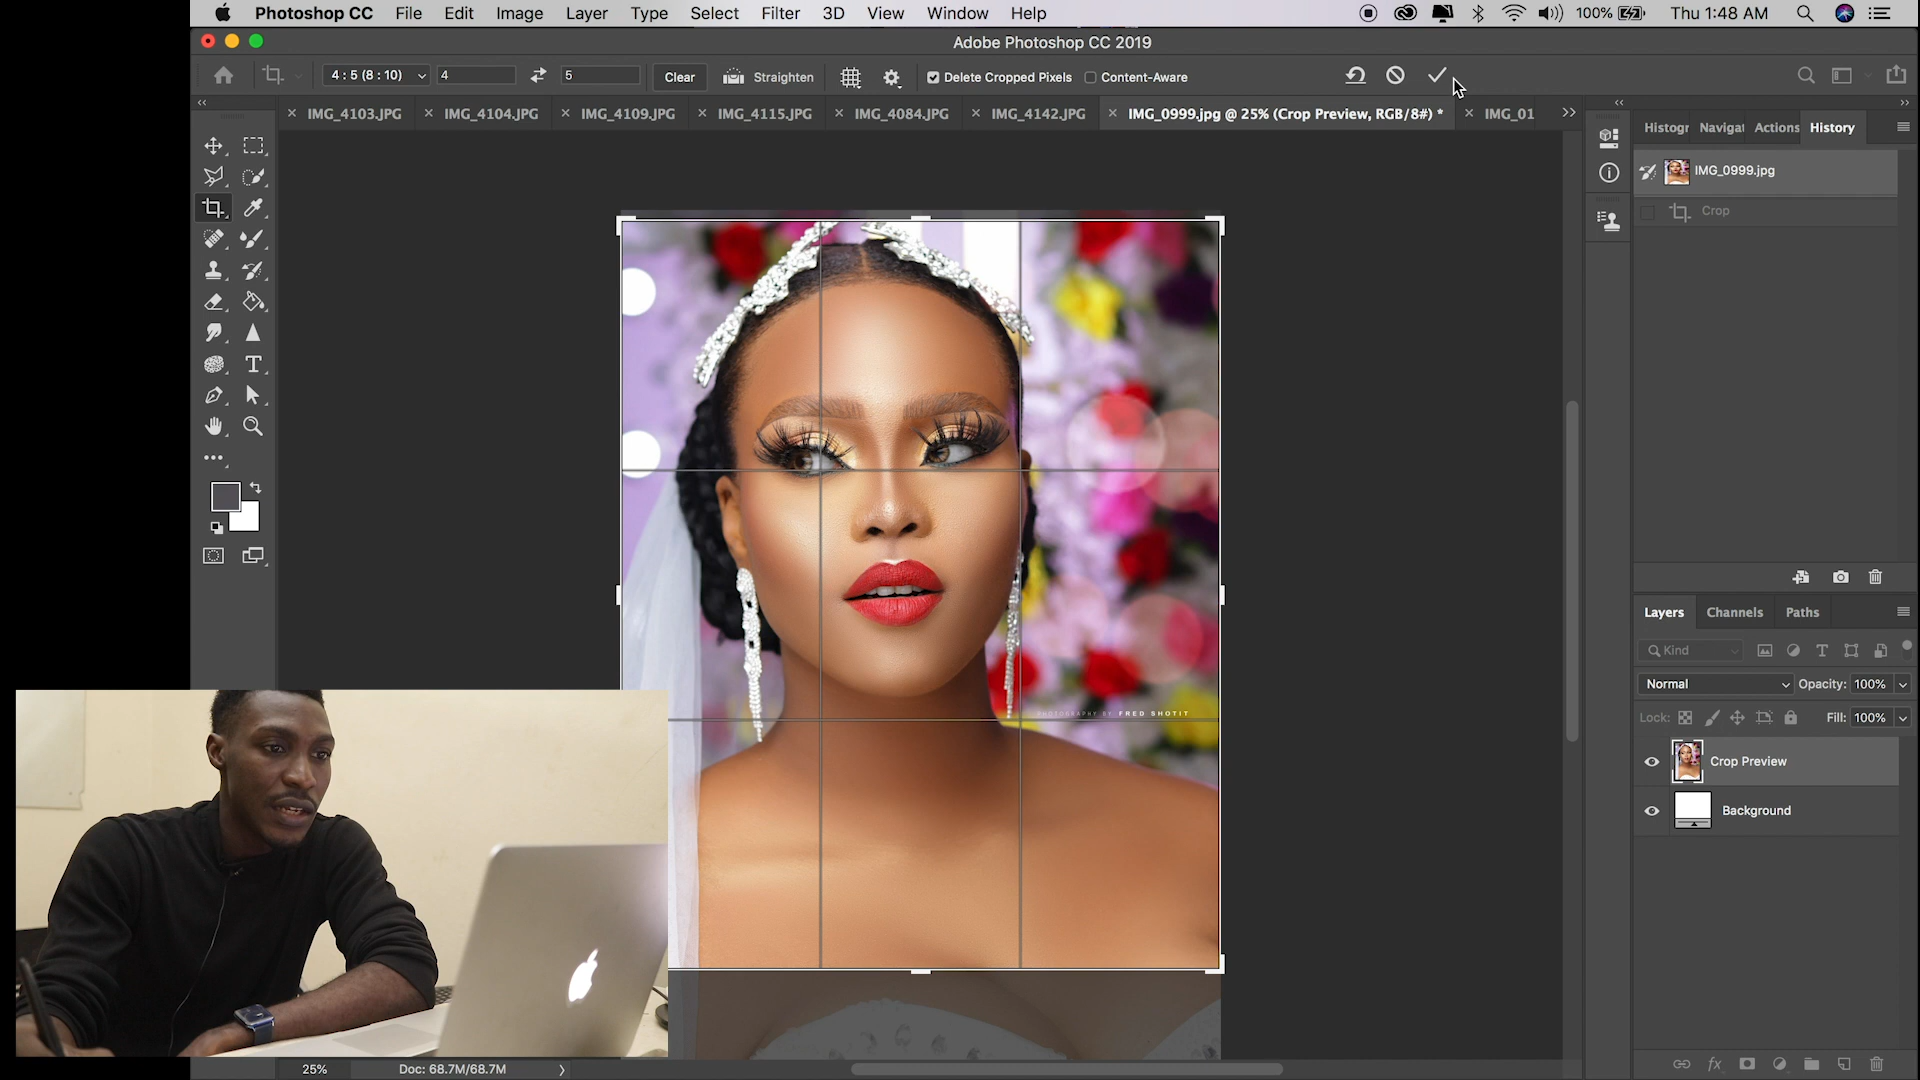 Photoshop CC File Edit Image Layer Type Select Filter 3D View Window Help 100% Thu 1:48 AM
Adobe Photoshop CC 2019
4 : 5 (8 : 10) 4 5 Clear Straighten Delete Cropped Pixels Content-Aware
IMG_4103.JPG IMG_4104.JPG IMG_4109.JPG IMG_4115.JPG IMG_4084.JPG IMG_4142.JPG IMG_0999.jpg @ 25% (Crop Preview, RGB/8#) * IMG_01
Histogr Navigat Actions History
IMG_0999.jpg
Crop
Layers Channels Paths
Kind
Normal Opacity: 100%
Lock: Fill: 100%
PHOTOGRAPHY BY FRED SHOTIT
Crop Preview
Background
25% Doc: 68.7M/68.7M